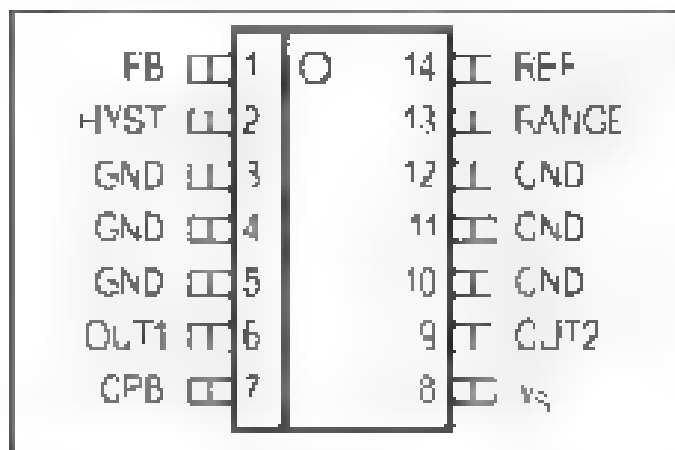 FB 1 14 REF
HYST 2 13 RANGE
GND 3 12 GND
GND 4 11 GND
GND 5 10 GND
OUT1 6 9 OUT2
CPB 7 8